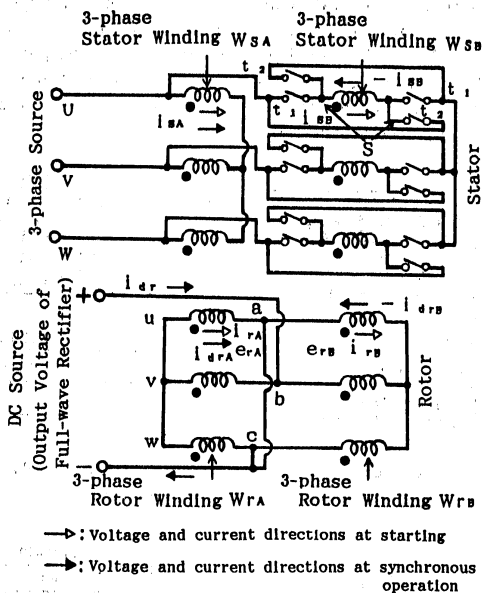 3-phase
Stator Winding WSA
3-phase
Stator Winding WSB
t2
- iSB
t1
t1
iSB
t2
iSA
S
U
V
W
3-phase Source
Stator
+
idr
a
- idrB
u
irA
idrA
erA
erB
irB
v
b
w
c
−
DC Source
(Output Voltage of
Full-wave Rectifier)
Rotor
3-phase
Rotor Winding WrA
3-phase
Rotor Winding WrB
: Voltage and current directions at starting
: Voltage and current directions at synchronous
operation